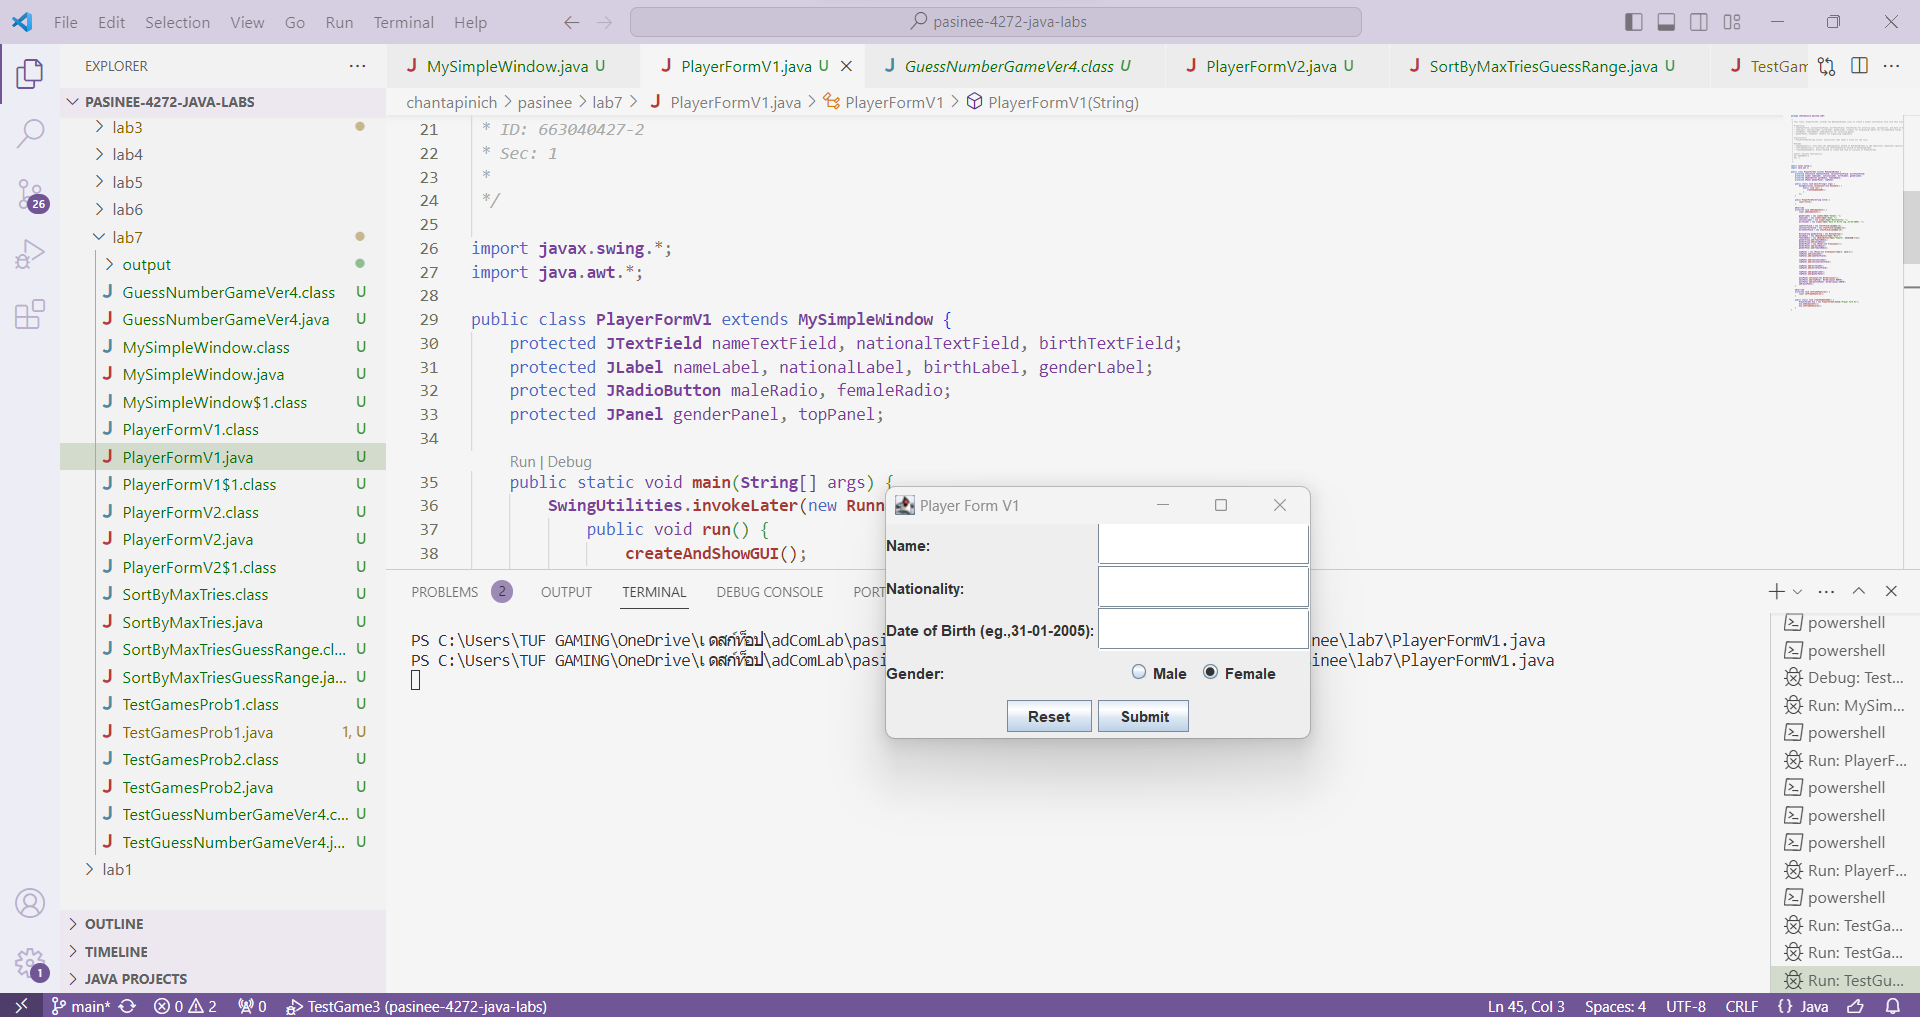 File Edit Selection View Go Run Terminal Help
pasinee-4272-java-labs
EXPLORER
PASINEE-4272-JAVA-LABS
lab3
lab4
lab5
lab6
lab7
output
GuessNumberGameVer4.class U
GuessNumberGameVer4.java U
MySimpleWindow.class U
MySimpleWindow.java U
MySimpleWindow$1.class U
PlayerFormV1.class U
PlayerFormV1.java U
PlayerFormV1$1.class U
PlayerFormV2.class U
PlayerFormV2.java U
PlayerFormV2$1.class U
SortByMaxTries.class U
SortByMaxTries.java U
SortByMaxTriesGuessRange.cl... U
SortByMaxTriesGuessRange.ja... U
TestGamesProb1.class U
TestGamesProb1.java 1, U
TestGamesProb2.class U
TestGamesProb2.java U
TestGuessNumberGameVer4.c... U
TestGuessNumberGameVer4.j... U
lab1
OUTLINE
TIMELINE
JAVA PROJECTS
26
1
MySimpleWindow.java U PlayerFormV1.java U GuessNumberGameVer4.class U PlayerFormV2.java U SortByMaxTriesGuessRange.java U TestGam
chantapinich > pasinee > lab7 > PlayerFormV1.java > PlayerFormV1 > PlayerFormV1(String)
21 * ID: 663040427-2
22 * Sec: 1
23 *
24 */
25
26 import javax.swing.*;
27 import java.awt.*;
28
29 public class PlayerFormV1 extends MySimpleWindow {
30 protected JTextField nameTextField, nationalTextField, birthTextField;
31 protected JLabel nameLabel, nationalLabel, birthLabel, genderLabel;
32 protected JRadioButton maleRadio, femaleRadio;
33 protected JPanel genderPanel, topPanel;
34
Run | Debug
35 public static void main(String[] args) {
36 SwingUtilities.invokeLater(new Runn
37 public void run() {
38 createAndShowGUI();
Player Form V1
Name:
Nationality:
Date of Birth (eg.,31-01-2005):
Gender: Male Female
Reset Submit
PROBLEMS 2 OUTPUT TERMINAL DEBUG CONSOLE PORT
PS C:\Users\TUF GAMING\OneDrive\เดสก์ท็อป\adComLab\pasi nee\lab7\PlayerFormV1.java
PS C:\Users\TUF GAMING\OneDrive\เดสก์ท็อป\adComLab\pasi inee\lab7\PlayerFormV1.java
powershell
powershell
Debug: Test...
Run: MySim...
powershell
Run: PlayerF...
powershell
powershell
powershell
Run: PlayerF...
powershell
Run: TestGa...
Run: TestGa...
Run: TestGu...
main* 0 2 0 TestGame3 (pasinee-4272-java-labs) Ln 45, Col 3 Spaces: 4 UTF-8 CRLF {} Java